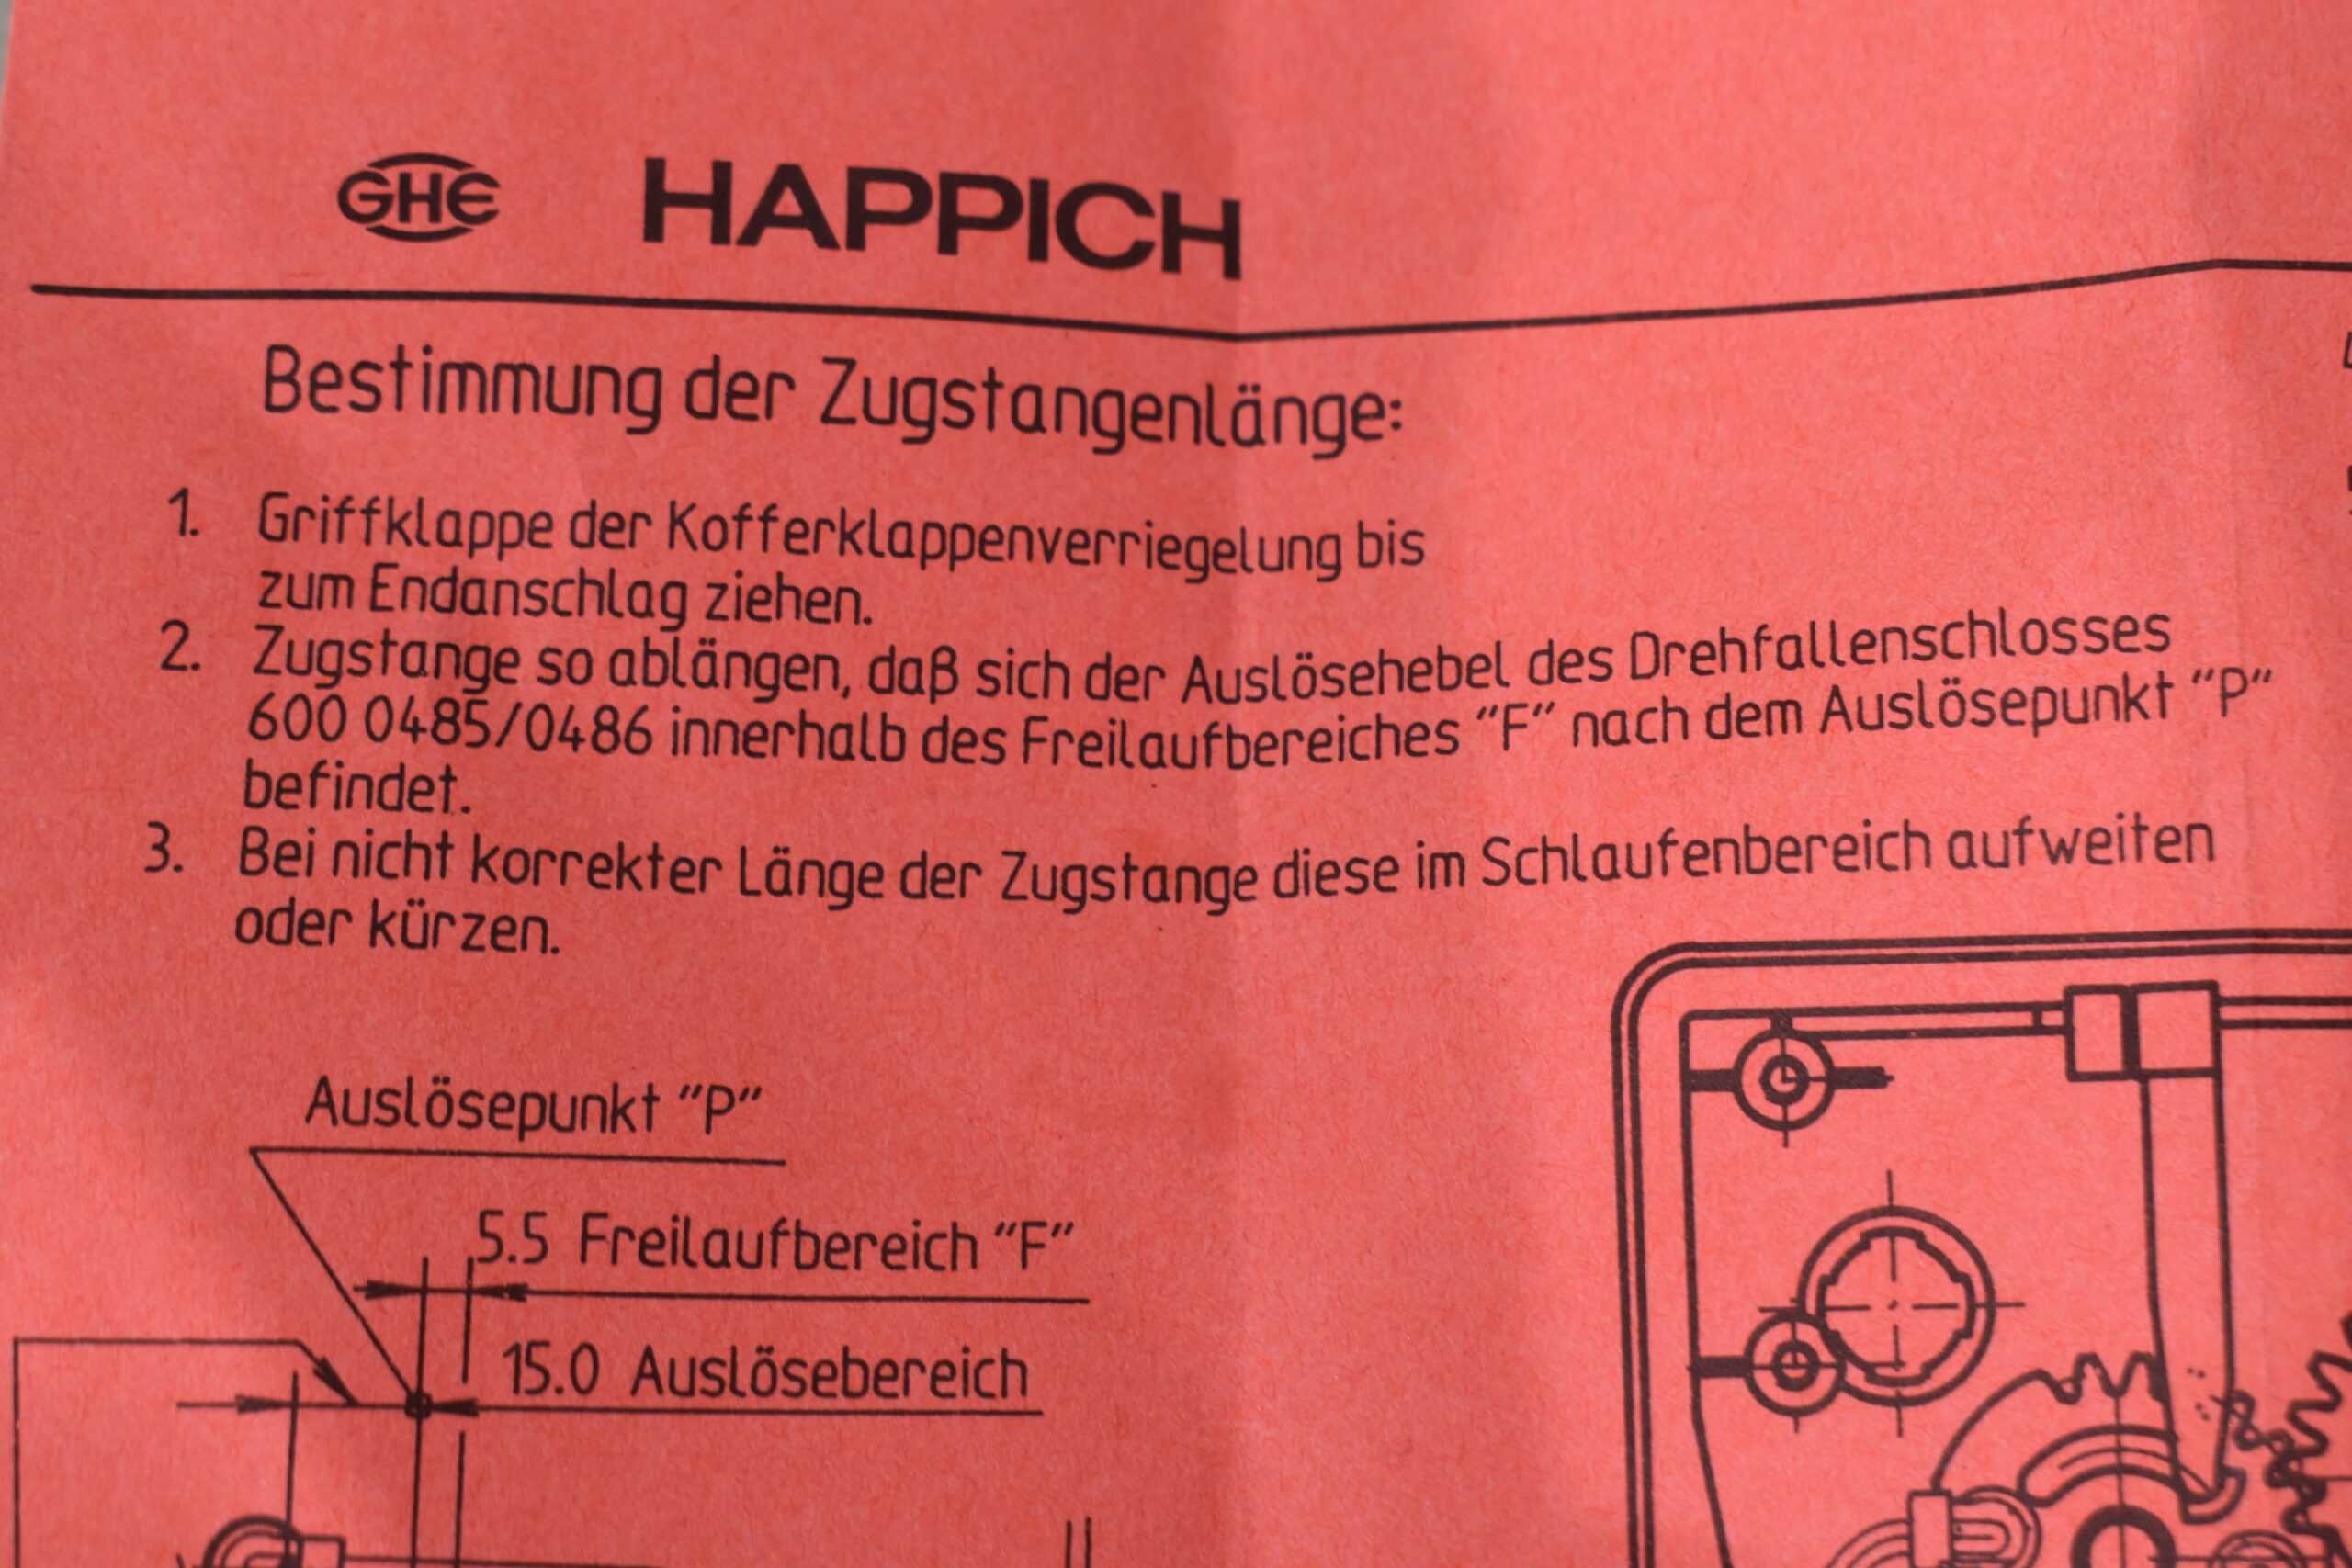 GHE HAPPICH
Bestimmung der Zugstangenlänge:
1. Griffklappe der Kofferklappenverriegelung bis
zum Endanschlag ziehen.
2. Zugstange so ablängen, daß sich der Auslösehebel des Drehfallenschlosses
600 0485/0486 innerhalb des Freilaufbereiches "F" nach dem Auslösepunkt "P"
befindet.
3. Bei nicht korrekter Länge der Zugstange diese im Schlaufenbereich aufweiten
oder kürzen.
Auslösepunkt "P"
5.5 Freilaufbereich "F"
15.0 Auslösebereich